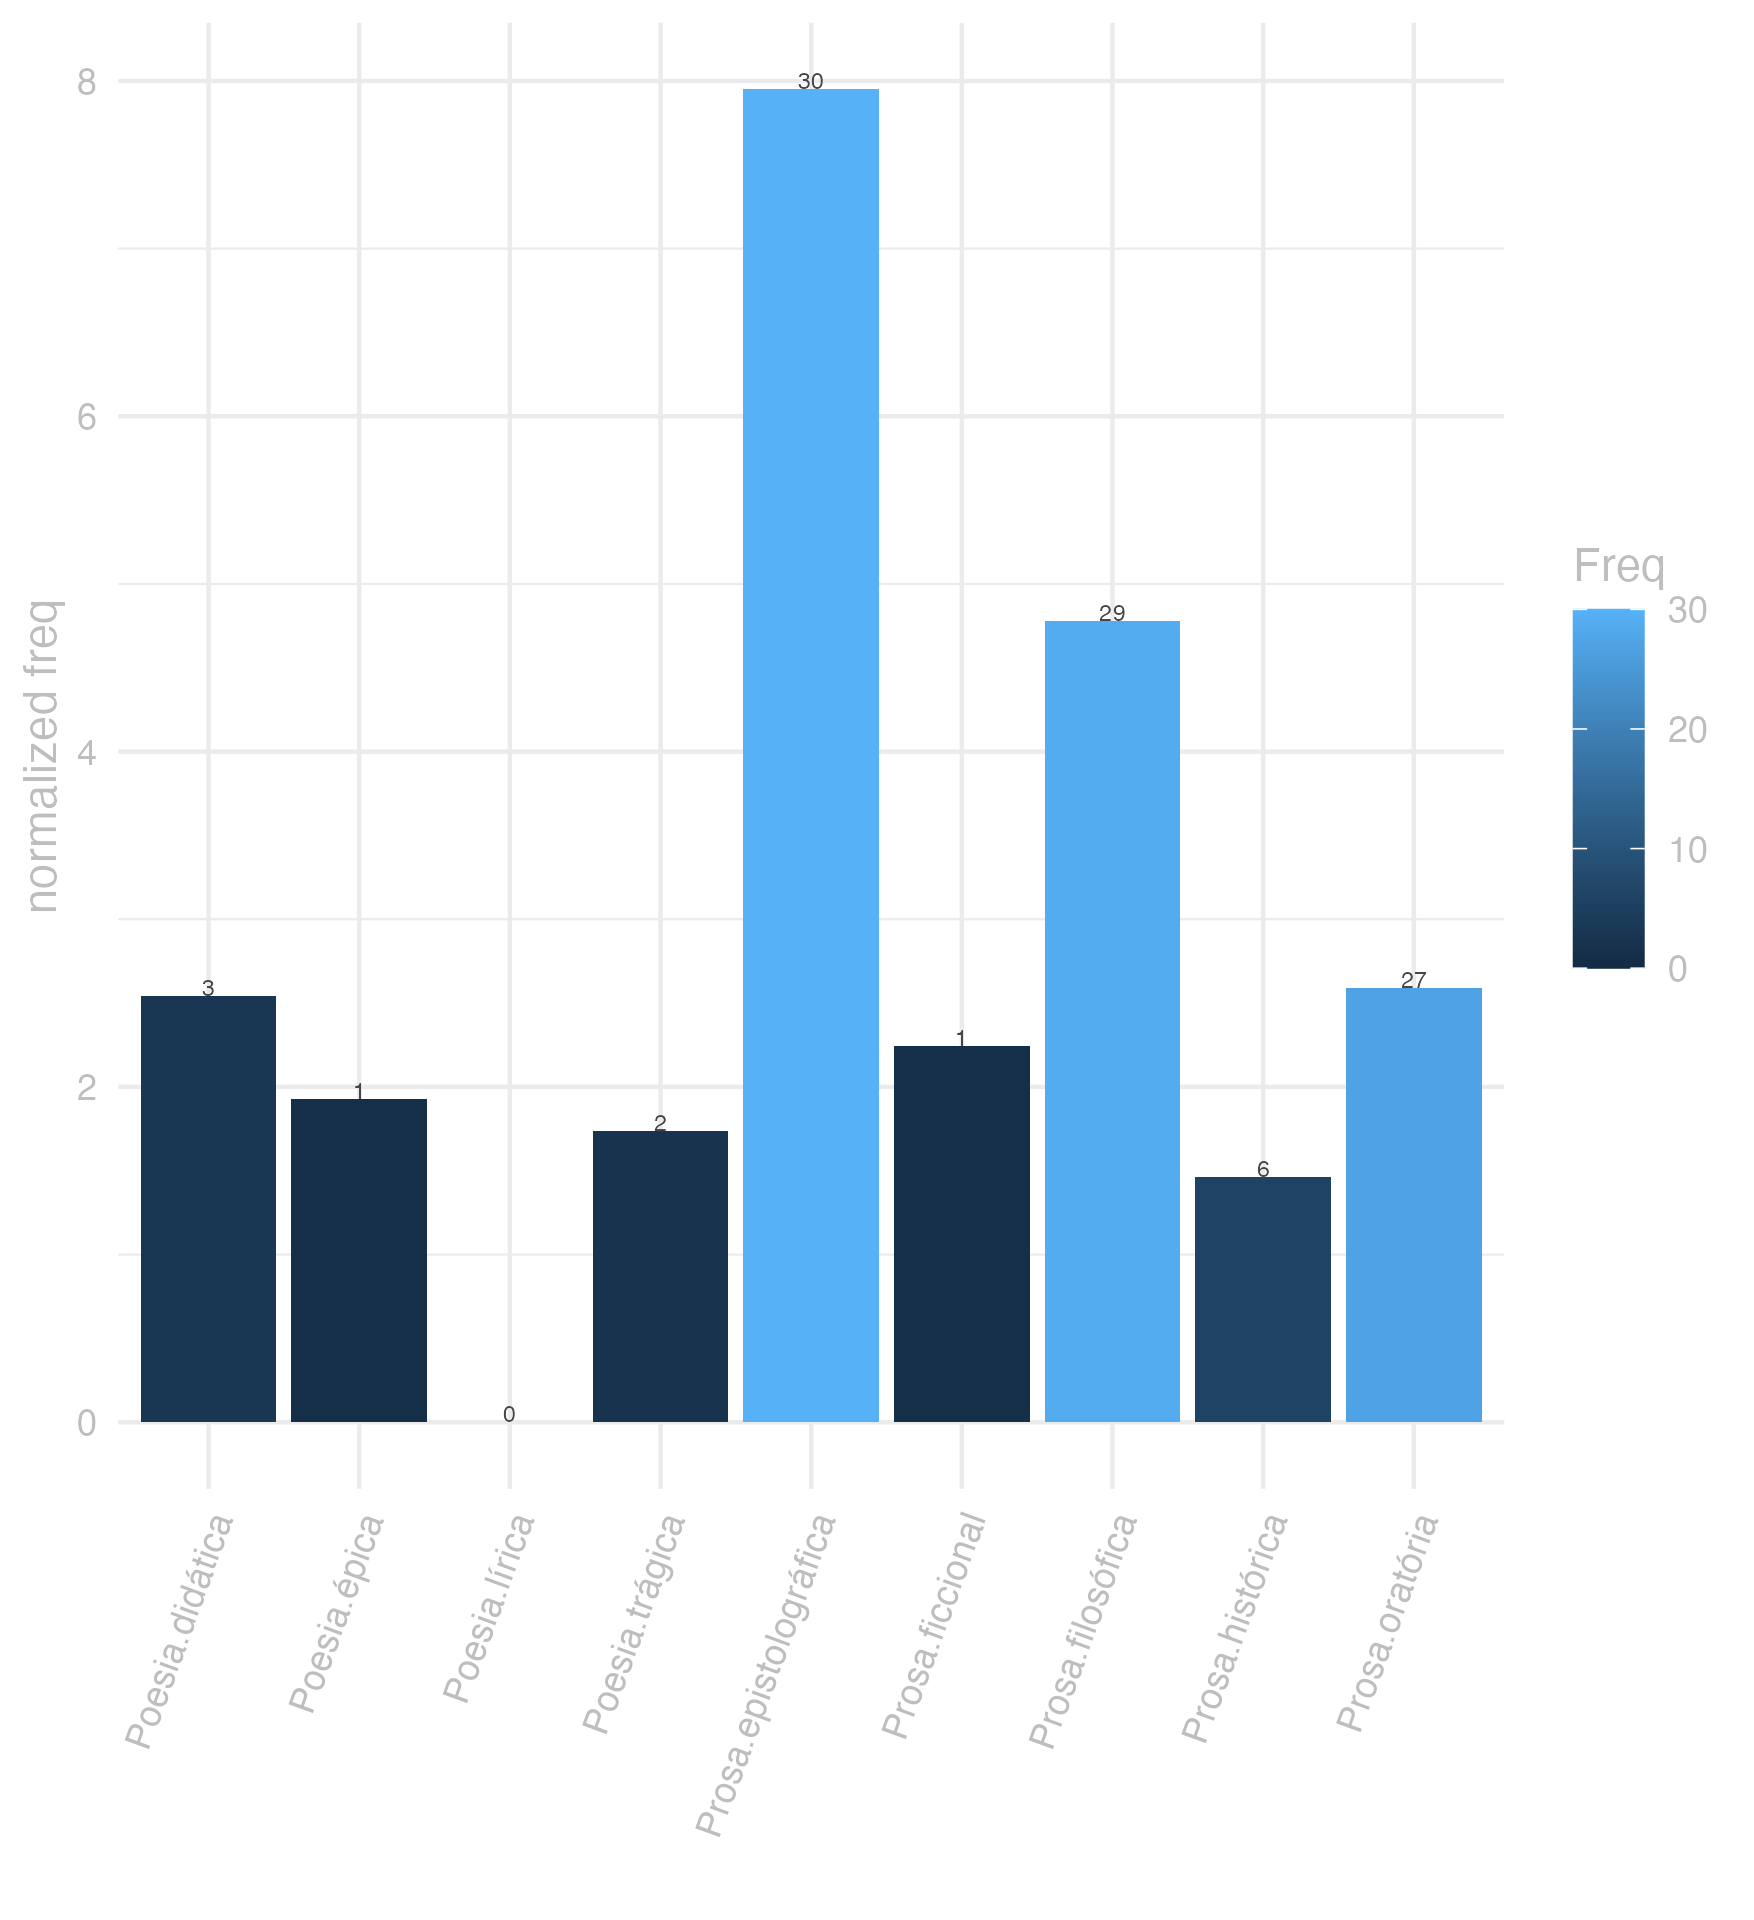 8
6
4
2
0
normalized freq
30
29
3
27
1
1
2
6
0
Poesia.didática
Poesia.épica
Poesia.lírica
Poesia.trágica
Prosa.epistolográfica
Prosa.ficcional
Prosa.filosófica
Prosa.histórica
Prosa.oratória
Freq
30
20
10
0